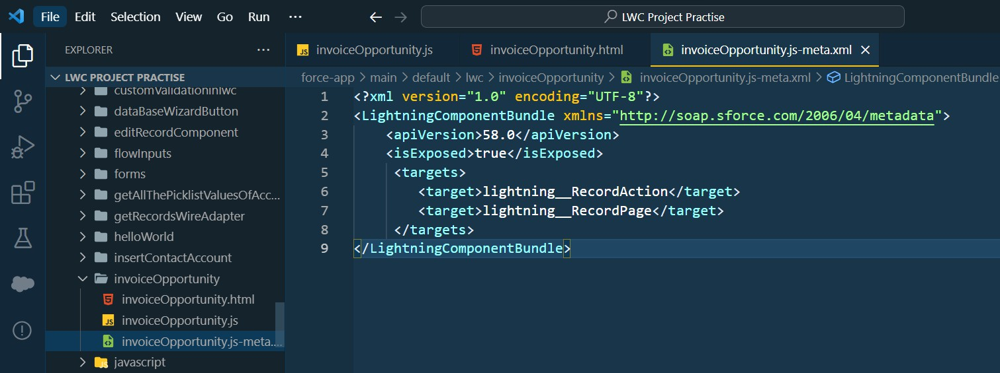 File Edit Selection View Go Run ···
LWC Project Practise
EXPLORER ···
LWC PROJECT PRACTISE
customValidationInlwc
dataBaseWizardButton
editRecordComponent
flowInputs
forms
getAllThePicklistValuesOfAcc...
getRecordsWireAdapter
helloWorld
insertContactAccount
invoiceOpportunity
invoiceOpportunity.html
JS invoiceOpportunity.js
invoiceOpportunity.js-meta....
JS javascript
JS invoiceOpportunity.js invoiceOpportunity.html invoiceOpportunity.js-meta.xml
force-app > main > default > lwc > invoiceOpportunity > invoiceOpportunity.js-meta.xml > LightningComponentBundle
1 <?xml version="1.0" encoding="UTF-8"?>
2 <LightningComponentBundle xmlns="http://soap.sforce.com/2006/04/metadata">
3 <apiVersion>58.0</apiVersion>
4 <isExposed>true</isExposed>
5 <targets>
6 <target>lightning__RecordAction</target>
7 <target>lightning__RecordPage</target>
8 </targets>
9 </LightningComponentBundle>